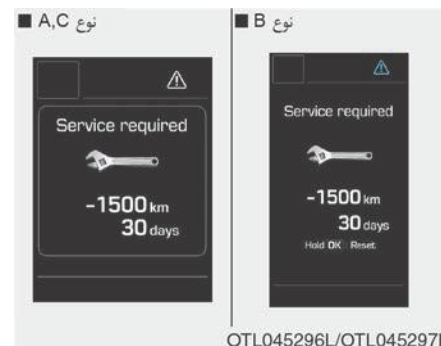 ■ نوع A,C
Service required
-1500 km
30 days
■ نوع B
Service required
-1500 km
30 days
Hold OK : Reset
OTL045296L/OTL045297L